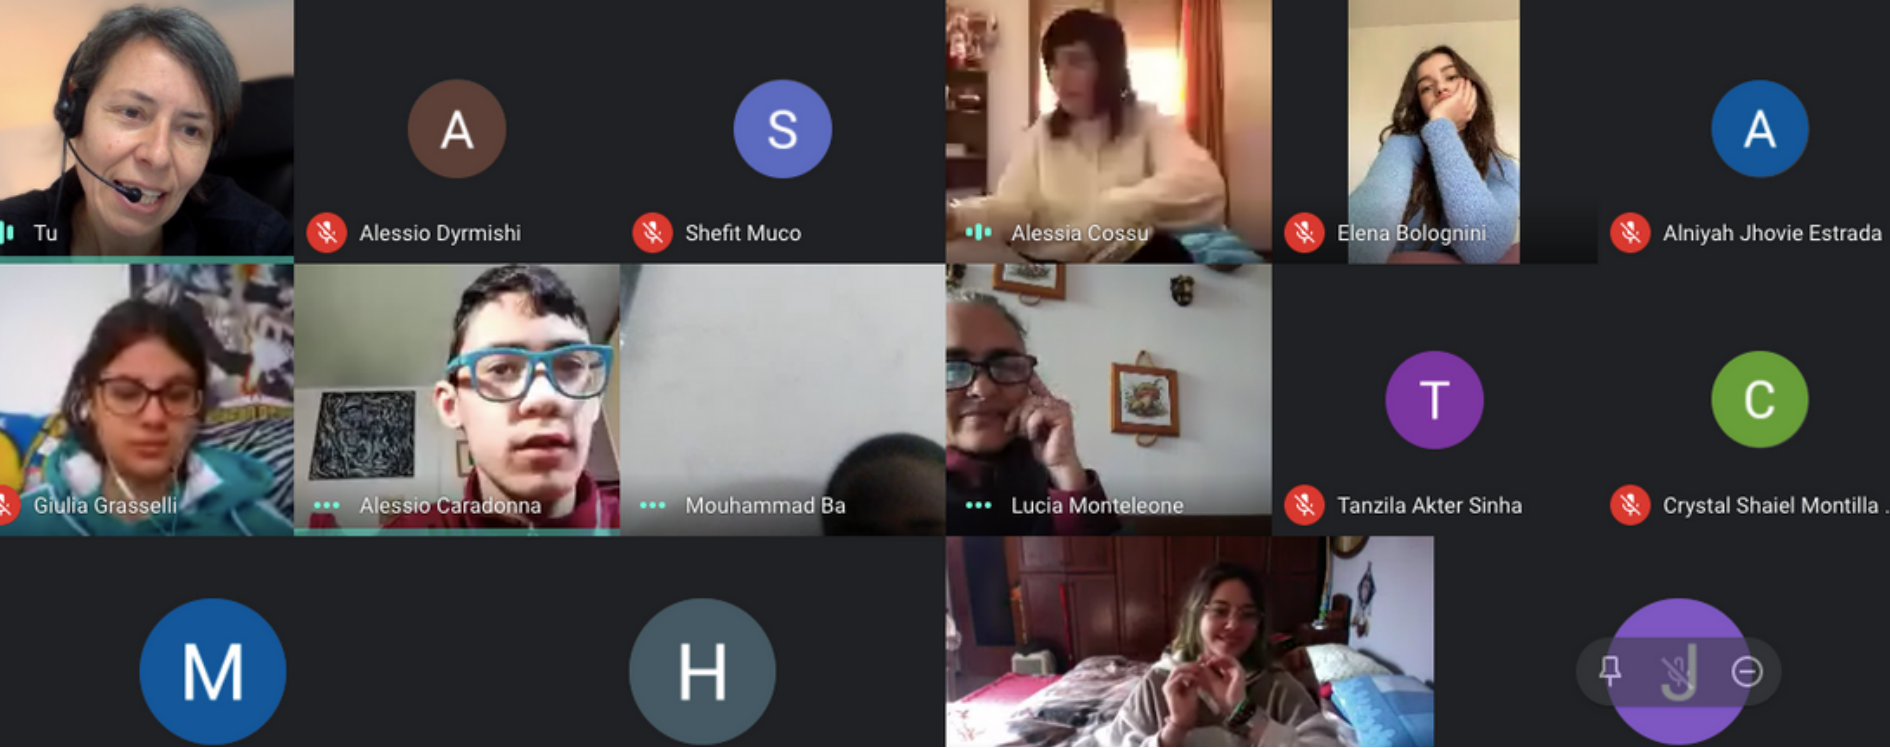 A
S
A
Tu
Alessio Dyrmishi
Shefit Muco
Alessia Cossu
Elena Bolognini
Alniyah Jhovie Estrada
T
C
Giulia Grasselli
Alessio Caradonna
Mouhammad Ba
Lucia Monteleone
Tanzila Akter Sinha
Crystal Shaiel Montilla .
M
H
J